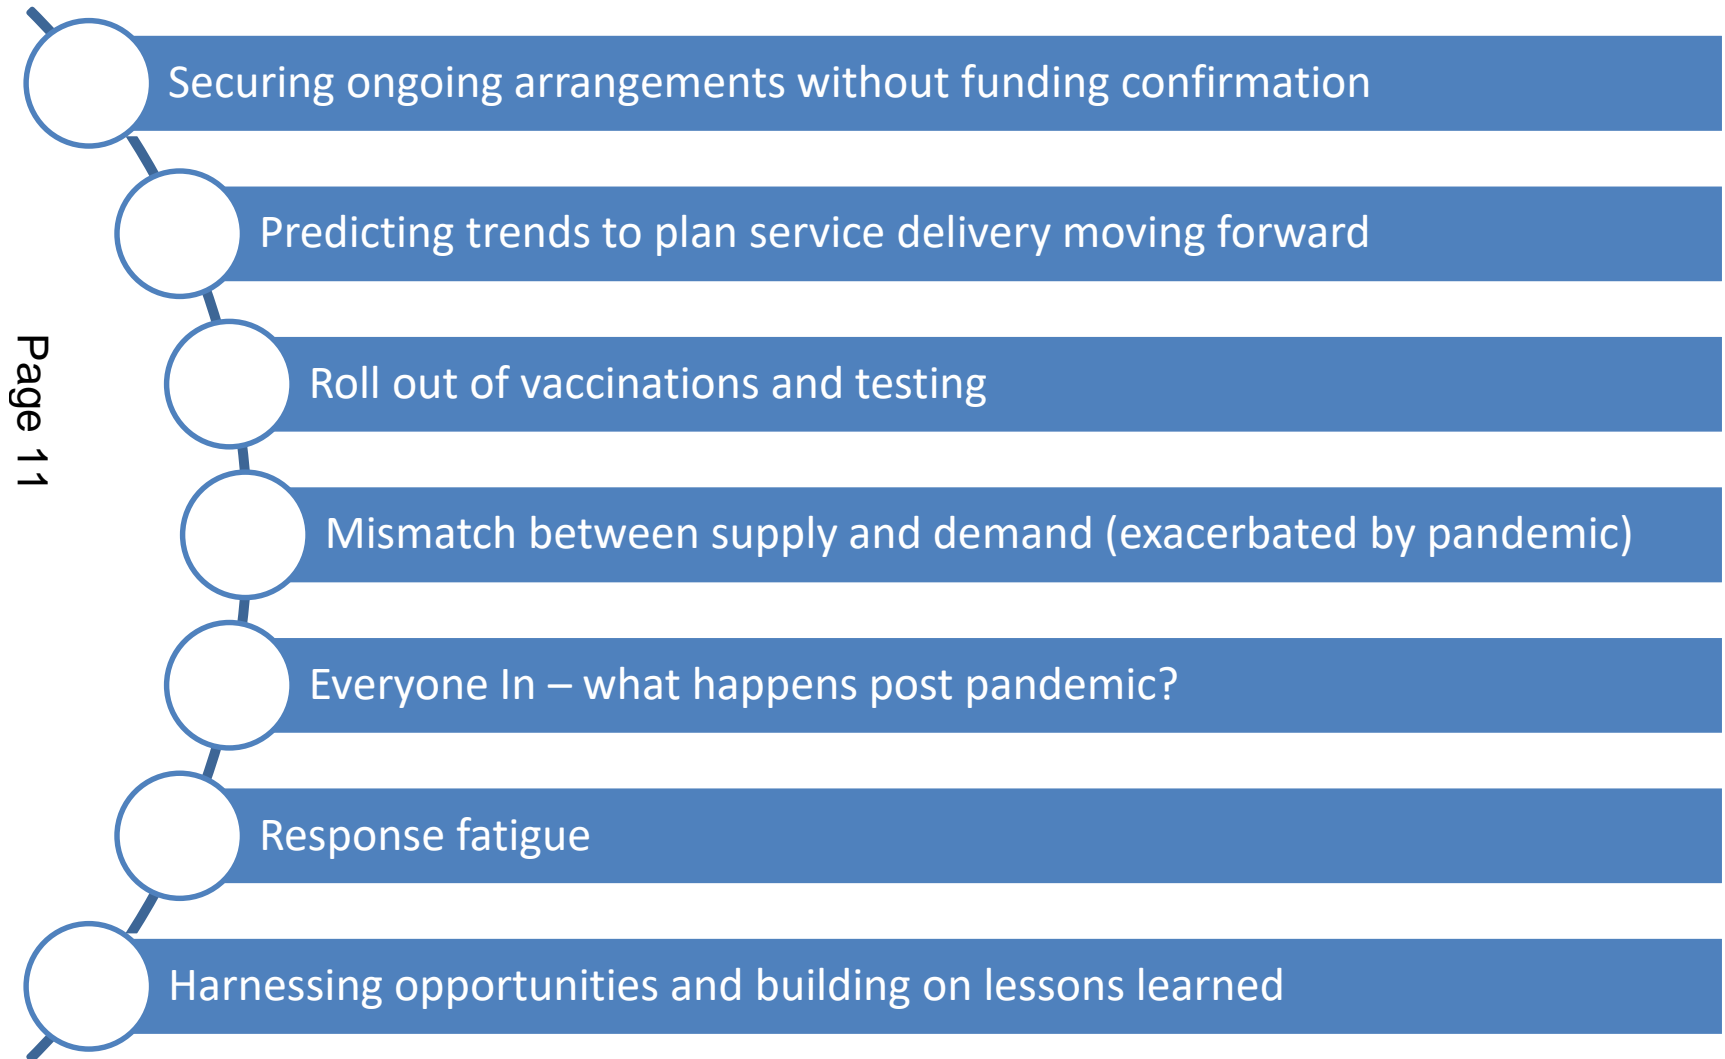 Securing ongoing arrangements without funding confirmation
Predicting trends to plan service delivery moving forward
Roll out of vaccinations and testing
Mismatch between supply and demand (exacerbated by pandemic)
Everyone In – what happens post pandemic?
Response fatigue
Harnessing opportunities and building on lessons learned
Page 11